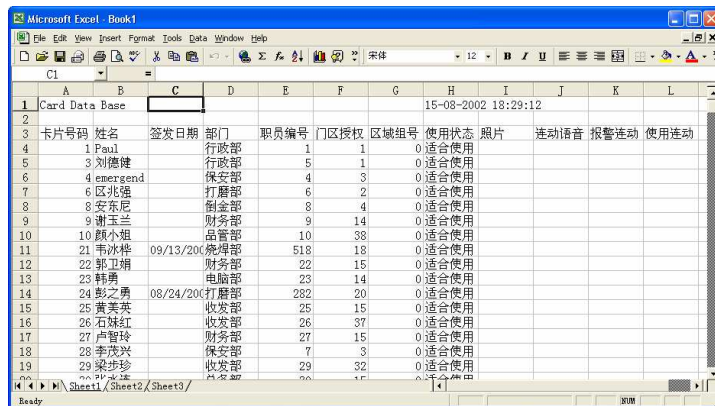 Microsoft Excel - Book1
File Edit View Insert Format Tools Data Window Help
宋体 12 B I U
C1 =
A B C D E F G H I J K L
1 Card Data Base 15-08-2002 18:29:12
2
3 卡片号码 姓名 签发日期 部门 职员编号 门区授权 区域组号 使用状态 照片 连动语音 报警连动 使用连动
4 1 Paul 行政部 1 1 0 适合使用
5 3 刘德健 行政部 5 1 0 适合使用
6 4 emergend 保安部 4 3 0 适合使用
7 6 区兆强 打磨部 6 2 0 适合使用
8 8 安东尼 倒金部 8 4 0 适合使用
9 9 谢玉兰 财务部 9 14 0 适合使用
10 10 颜小姐 品管部 10 38 0 适合使用
11 21 韦冰桦 09/13/200 烧焊部 518 18 0 适合使用
12 22 郭卫娟 财务部 22 15 0 适合使用
13 23 韩勇 电脑部 23 14 0 适合使用
14 24 彭之勇 08/24/200 打磨部 282 20 0 适合使用
15 25 黄美英 收发部 25 15 0 适合使用
16 26 石妹红 收发部 26 37 0 适合使用
17 27 卢智玲 财务部 27 15 0 适合使用
18 28 李茂兴 保安部 7 3 0 适合使用
19 29 梁步珍 收发部 29 32 0 适合使用
Sheet1 Sheet2 Sheet3
Ready NUM